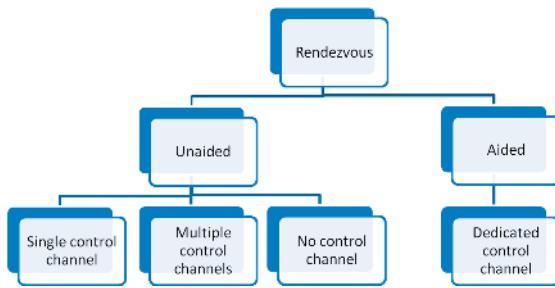 Rendezvous
Unaided
Aided
Single control
channel
Multiple
control
channels
No control
channel
Dedicated
control
channel